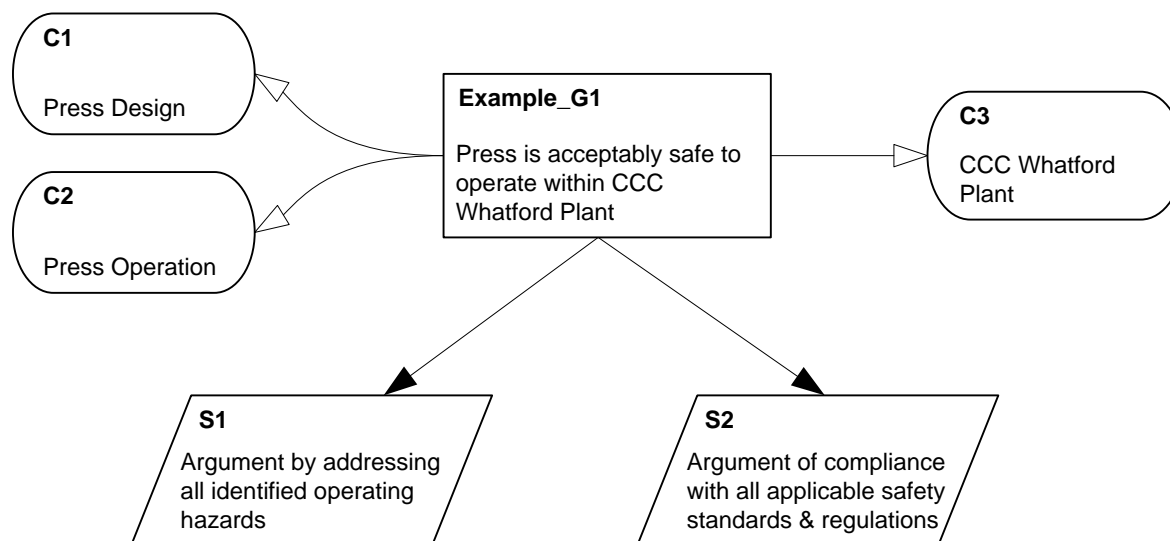 C1
Press Design
C2
Press Operation
Example_G1
Press is acceptably safe to
operate within CCC
Whatford Plant
C3
CCC Whatford
Plant
S1
Argument by addressing
all identified operating
hazards
S2
Argument of compliance
with all applicable safety
standards & regulations